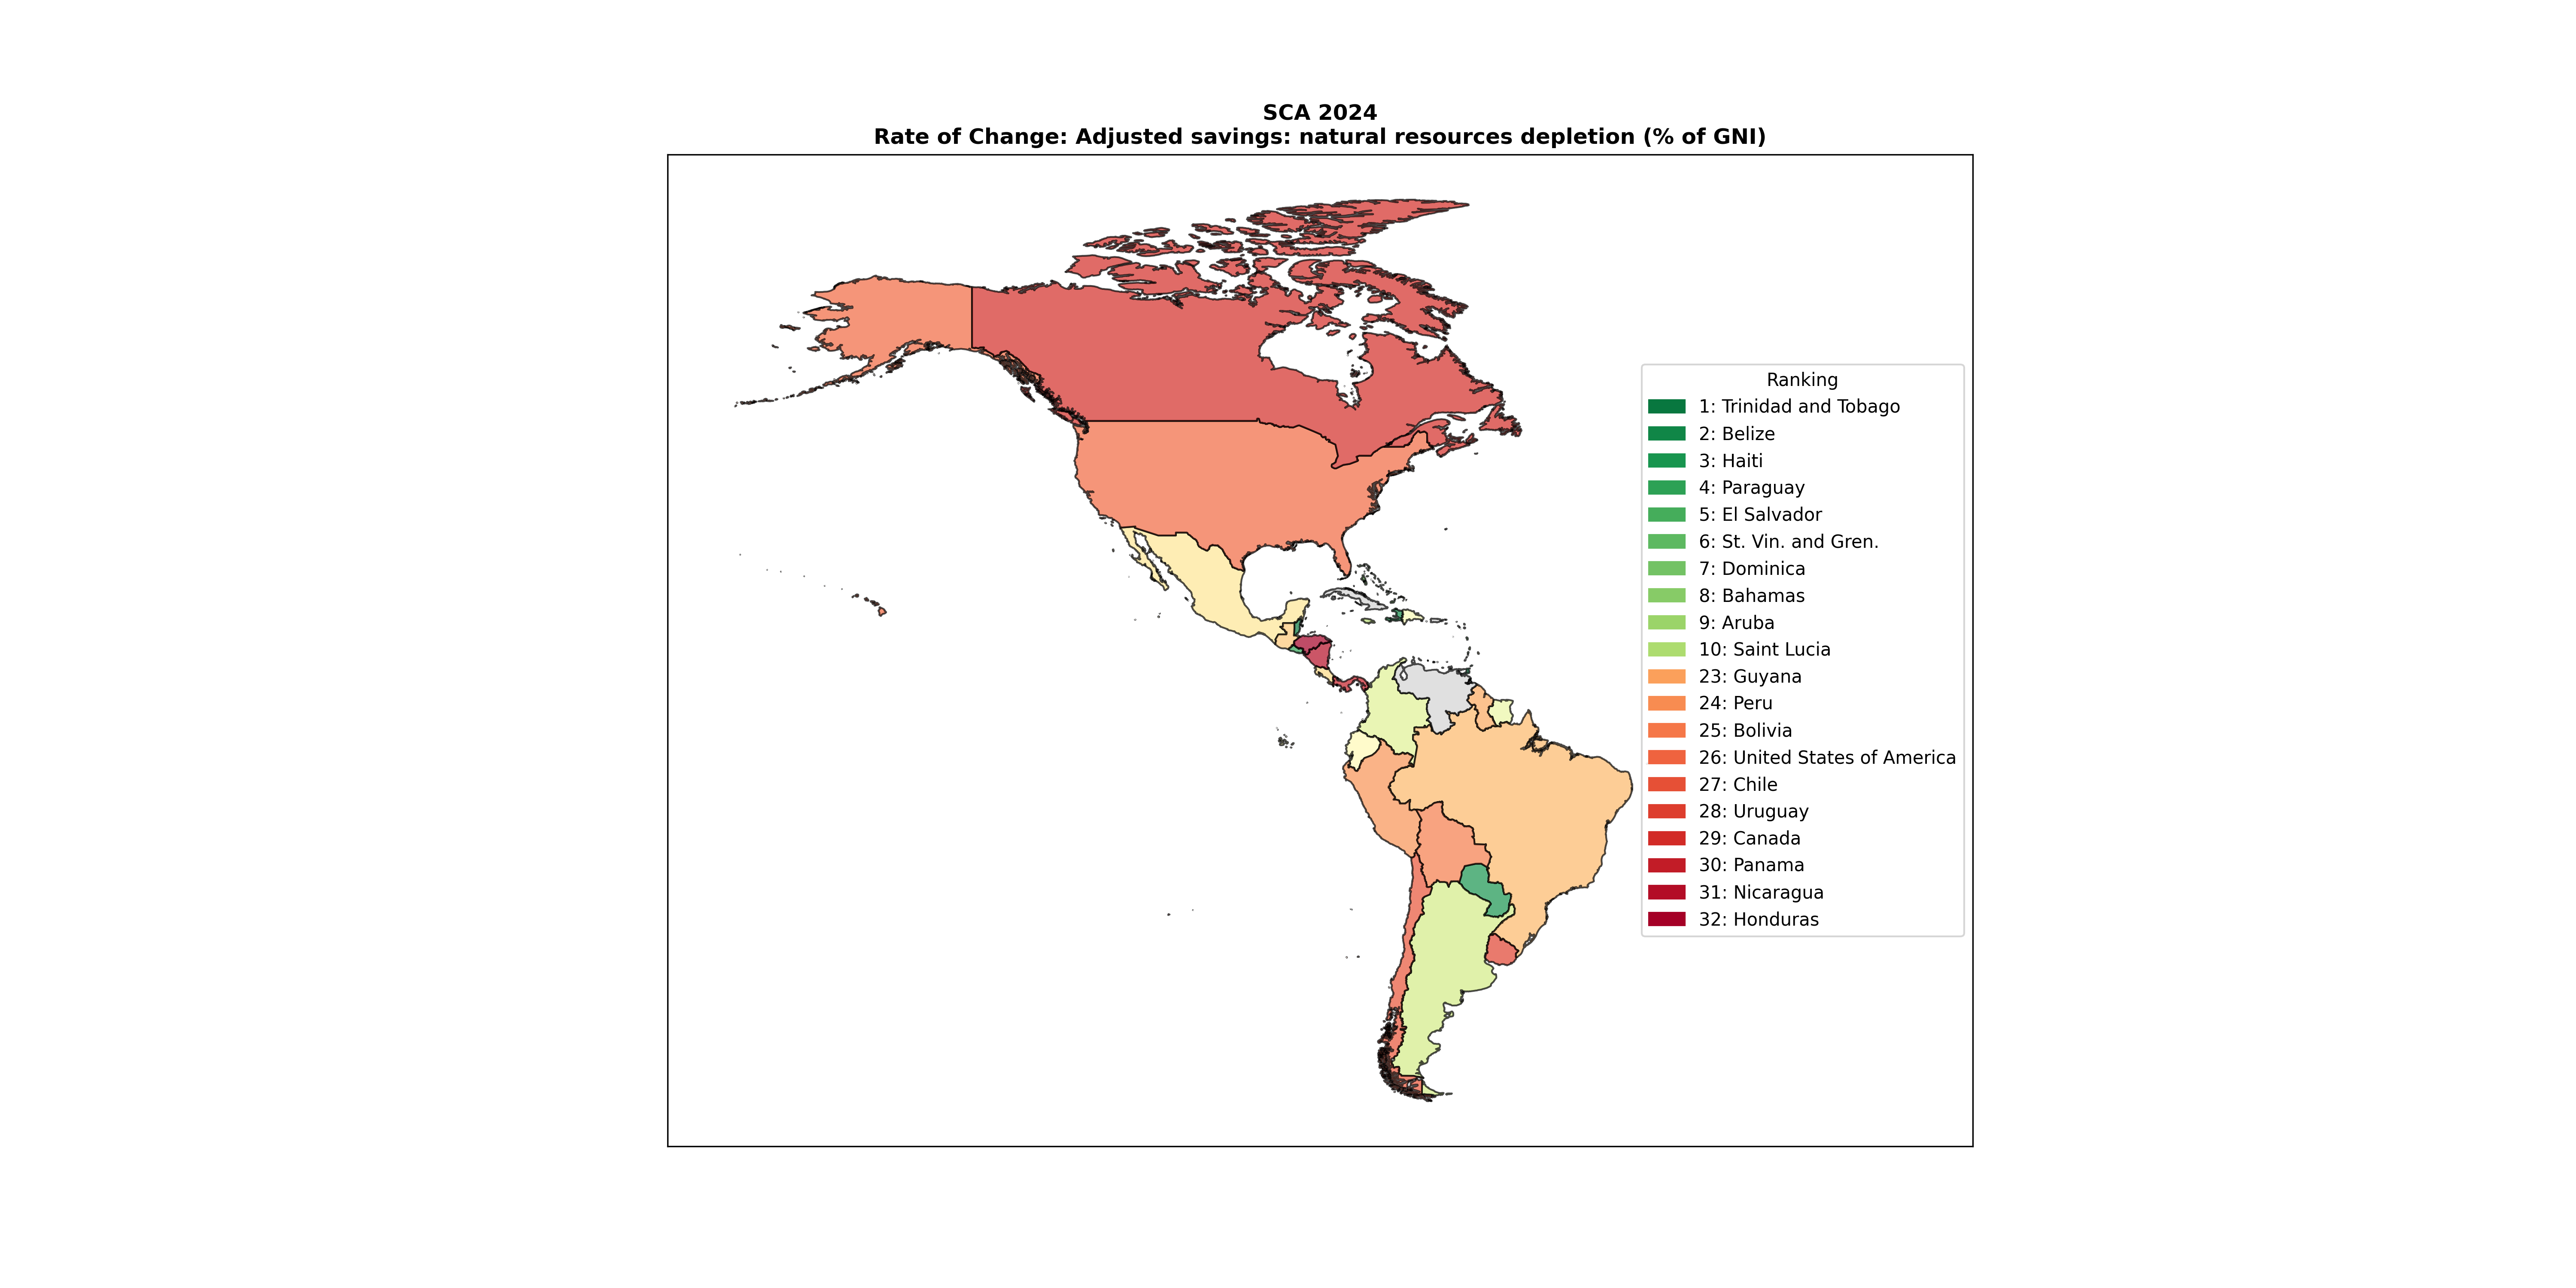 SCA 2024
Rate of Change: Adjusted savings: natural resources depletion (% of GNI)
Ranking
1: Trinidad and Tobago
2: Belize
3: Haiti
4: Paraguay
5: El Salvador
6: St. Vin. and Gren.
7: Dominica
8: Bahamas
9: Aruba
10: Saint Lucia
23: Guyana
24: Peru
25: Bolivia
26: United States of America
27: Chile
28: Uruguay
29: Canada
30: Panama
31: Nicaragua
32: Honduras